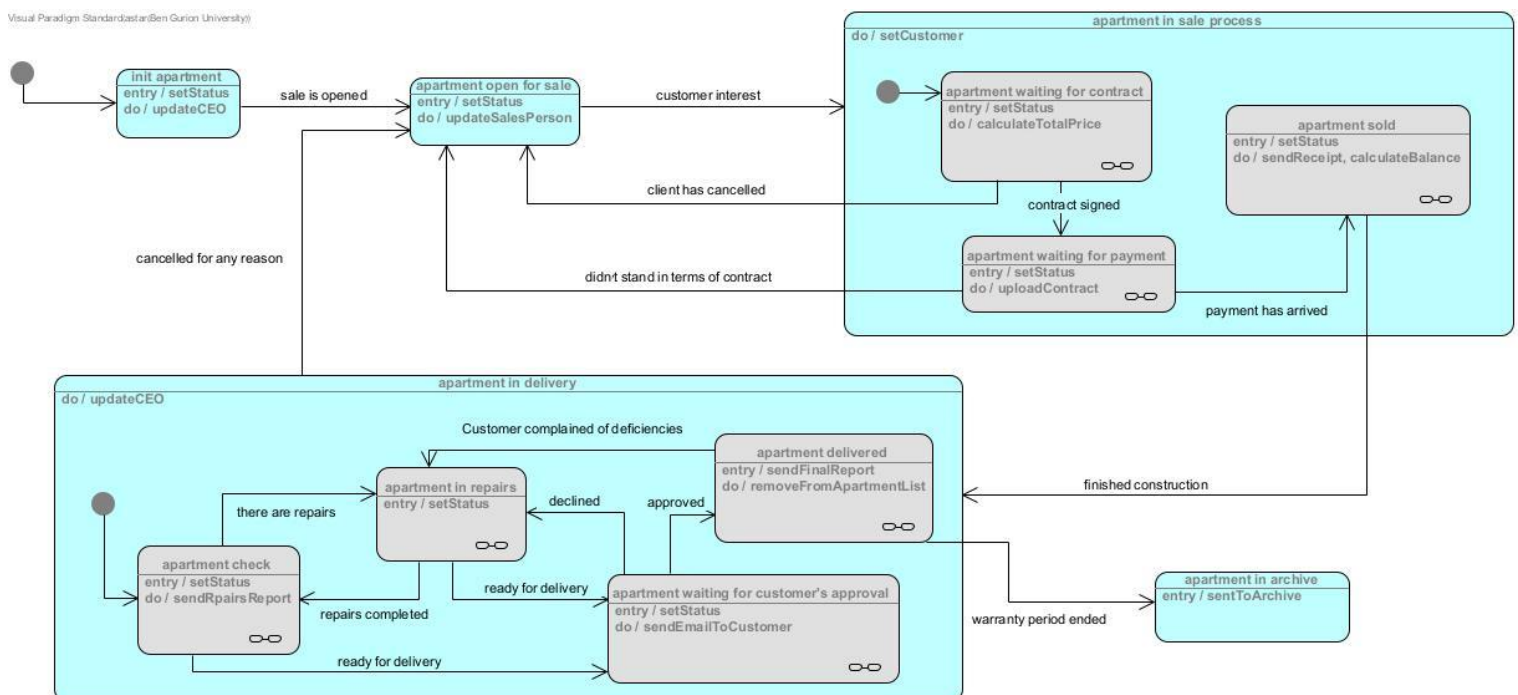 Visual Paradigm Standard(astar(Ben Gurion University))
apartment in sale process
do / setCustomer
init apartment
entry / setStatus
do / updateCEO
sale is opened
apartment open for sale
entry / setStatus
do / updateSalesPerson
customer interest
apartment waiting for contract
entry / setStatus
do / calculateTotalPrice
apartment sold
entry / setStatus
do / sendReceipt, calculateBalance
client has cancelled
contract signed
cancelled for any reason
didn't stand in terms of contract
apartment waiting for payment
entry / setStatus
do / uploadContract
payment has arrived
apartment in delivery
do / updateCEO
Customer complained of deficiencies
apartment delivered
entry / sendFinalReport
do / removeFromApartmentList
finished construction
apartment in repairs
entry / setStatus
there are repairs
declined
approved
apartment check
entry / setStatus
do / sendRpairsReport
repairs completed
ready for delivery
apartment waiting for customer's approval
entry / setStatus
do / sendEmailToCustomer
ready for delivery
warranty period ended
apartment in archive
entry / sentToArchive